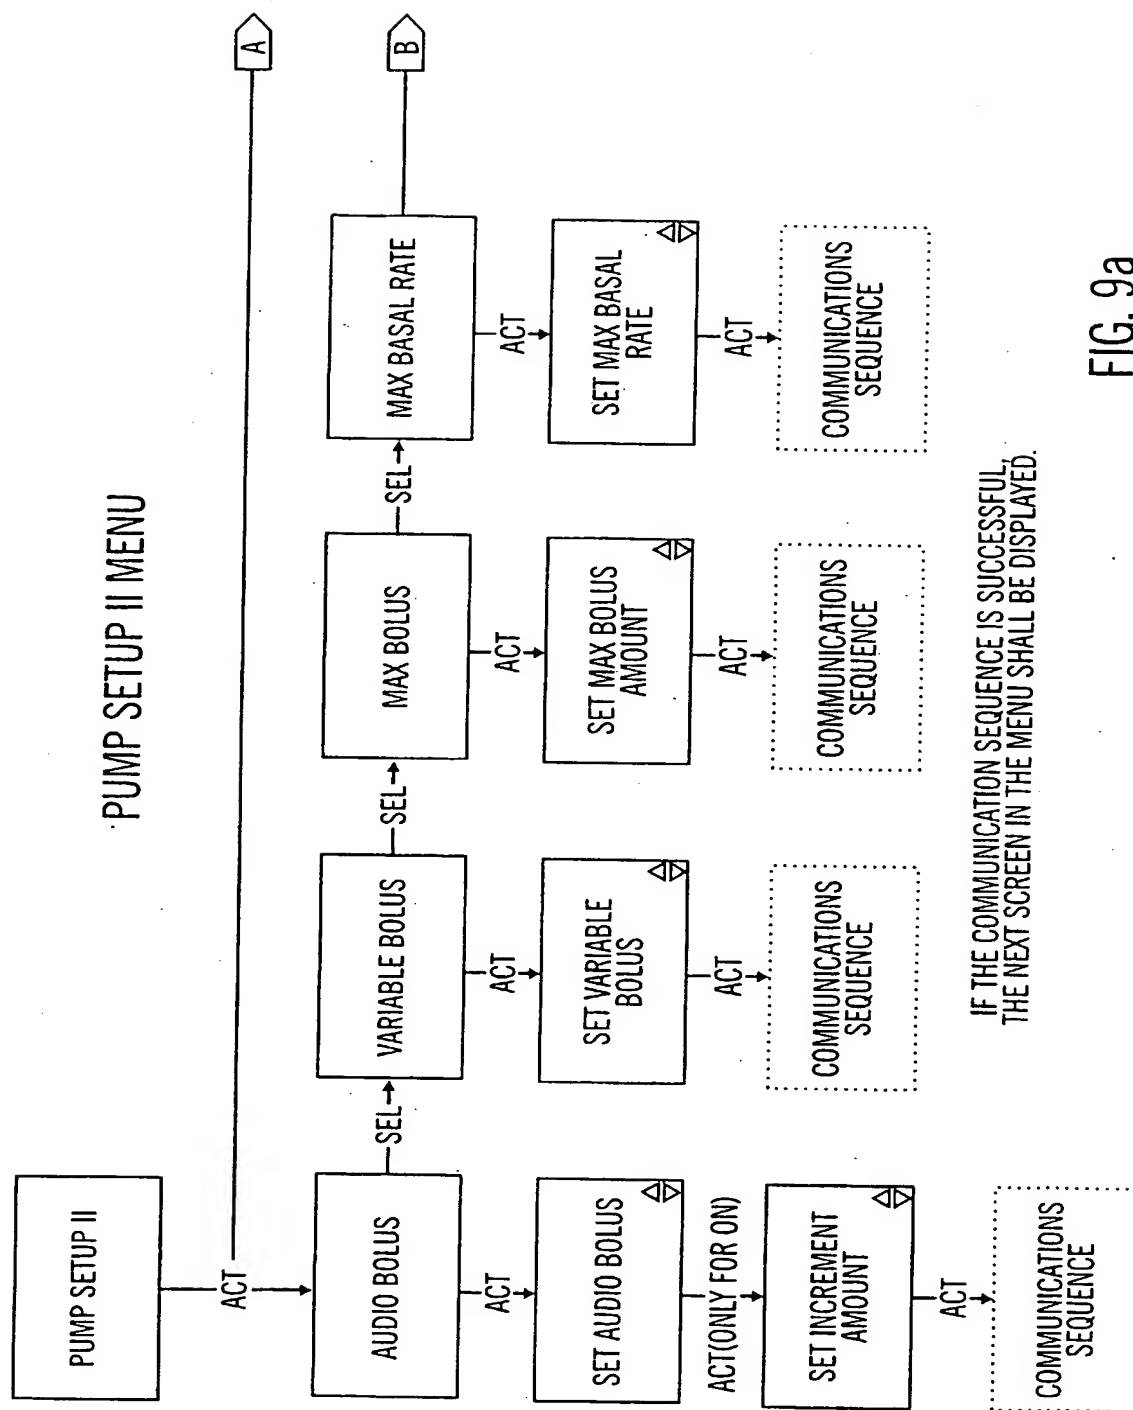 PUMP SETUP II MENU
PUMP SETUP II
ACT
A
AUDIO BOLUS
SEL
VARIABLE BOLUS
SEL
MAX BOLUS
SEL
MAX BASAL RATE
B
ACT
ACT
ACT
ACT
SET AUDIO BOLUS
SET VARIABLE
BOLUS
SET MAX BOLUS
AMOUNT
SET MAX BASAL
RATE
ACT(ONLY FOR ON)
ACT
ACT
ACT
SET INCREMENT
AMOUNT
COMMUNICATIONS
SEQUENCE
COMMUNICATIONS
SEQUENCE
COMMUNICATIONS
SEQUENCE
ACT
COMMUNICATIONS
SEQUENCE
IF THE COMMUNICATION SEQUENCE IS SUCCESSFUL,
THE NEXT SCREEN IN THE MENU SHALL BE DISPLAYED.
FIG. 9a